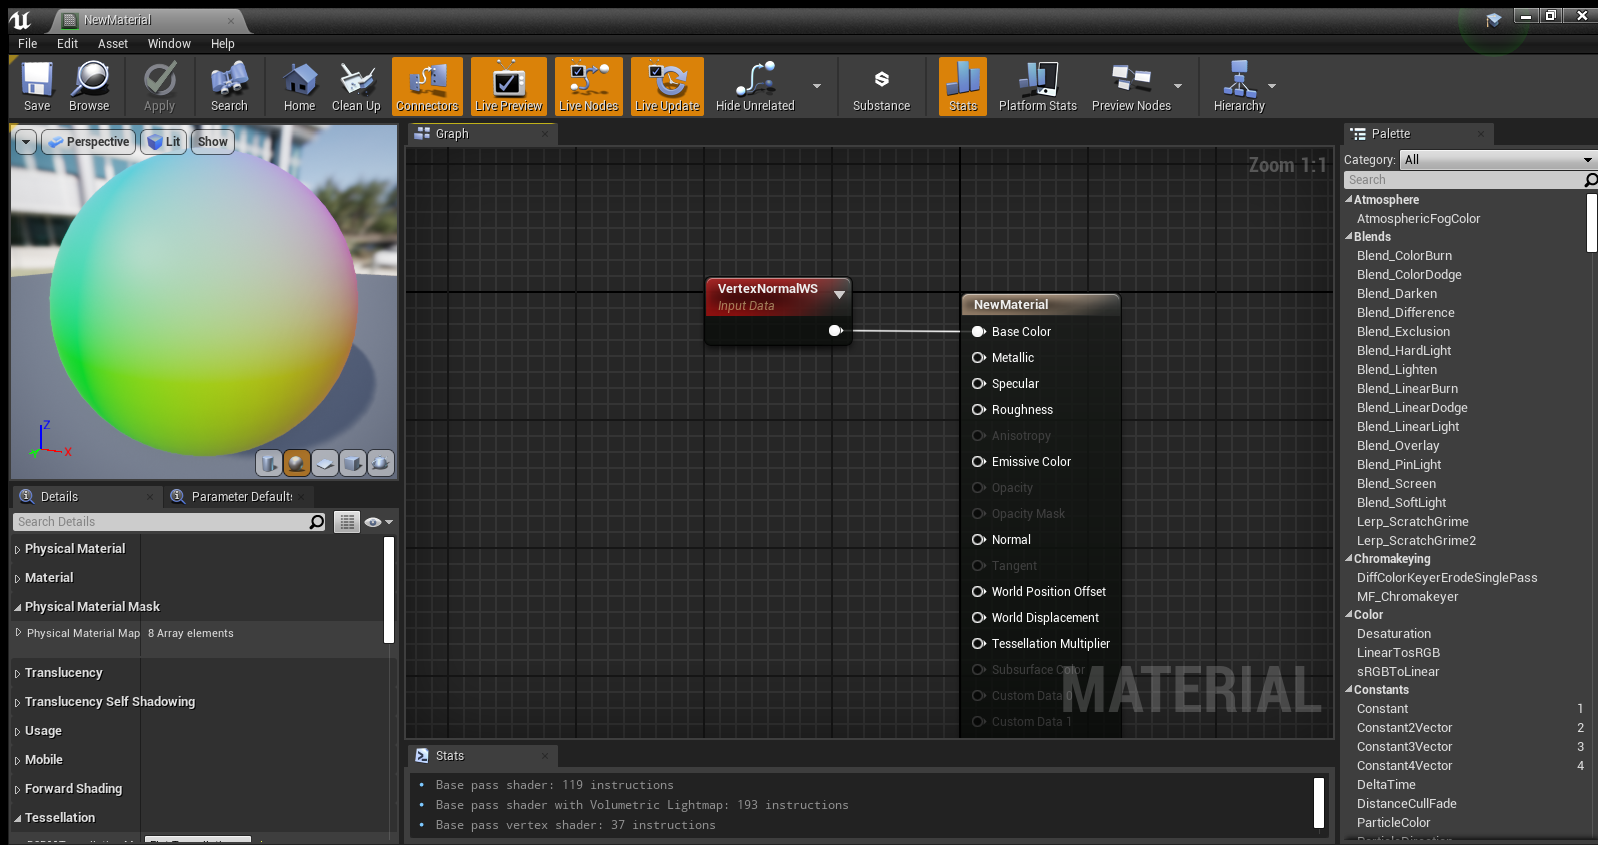 NewMaterial
File Edit Asset Window Help
Save Browse Apply Search Home Clean Up Connectors Live Preview Live Nodes Live Update Hide Unrelated Substance Stats Platform Stats Preview Nodes Hierarchy
Perspective Lit Show
Z
X
Y
Details
Parameter Defaults
Search Details
Physical Material
Material
Physical Material Mask
Physical Material Map 8 Array elements
Translucency
Translucency Self Shadowing
Usage
Mobile
Forward Shading
Tessellation
Graph
Zoom 1:1
VertexNormalWS
Input Data
NewMaterial
Base Color
Metallic
Specular
Roughness
Anisotropy
Emissive Color
Opacity
Opacity Mask
Normal
Tangent
World Position Offset
World Displacement
Tessellation Multiplier
Subsurface Color
Custom Data 0
Custom Data 1
MATERIAL
Stats
Base pass shader: 119 instructions
Base pass shader with Volumetric Lightmap: 193 instructions
Base pass vertex shader: 37 instructions
Palette
Category: All
Search
Atmosphere
AtmosphericFogColor
Blends
Blend_ColorBurn
Blend_ColorDodge
Blend_Darken
Blend_Difference
Blend_Exclusion
Blend_HardLight
Blend_Lighten
Blend_LinearBurn
Blend_LinearDodge
Blend_LinearLight
Blend_Overlay
Blend_PinLight
Blend_Screen
Blend_SoftLight
Lerp_ScratchGrime
Lerp_ScratchGrime2
Chromakeying
DiffColorKeyerErodeSinglePass
MF_Chromakeyer
Color
Desaturation
LinearTosRGB
sRGBToLinear
Constants
Constant 1
Constant2Vector 2
Constant3Vector 3
Constant4Vector 4
DeltaTime
DistanceCullFade
ParticleColor